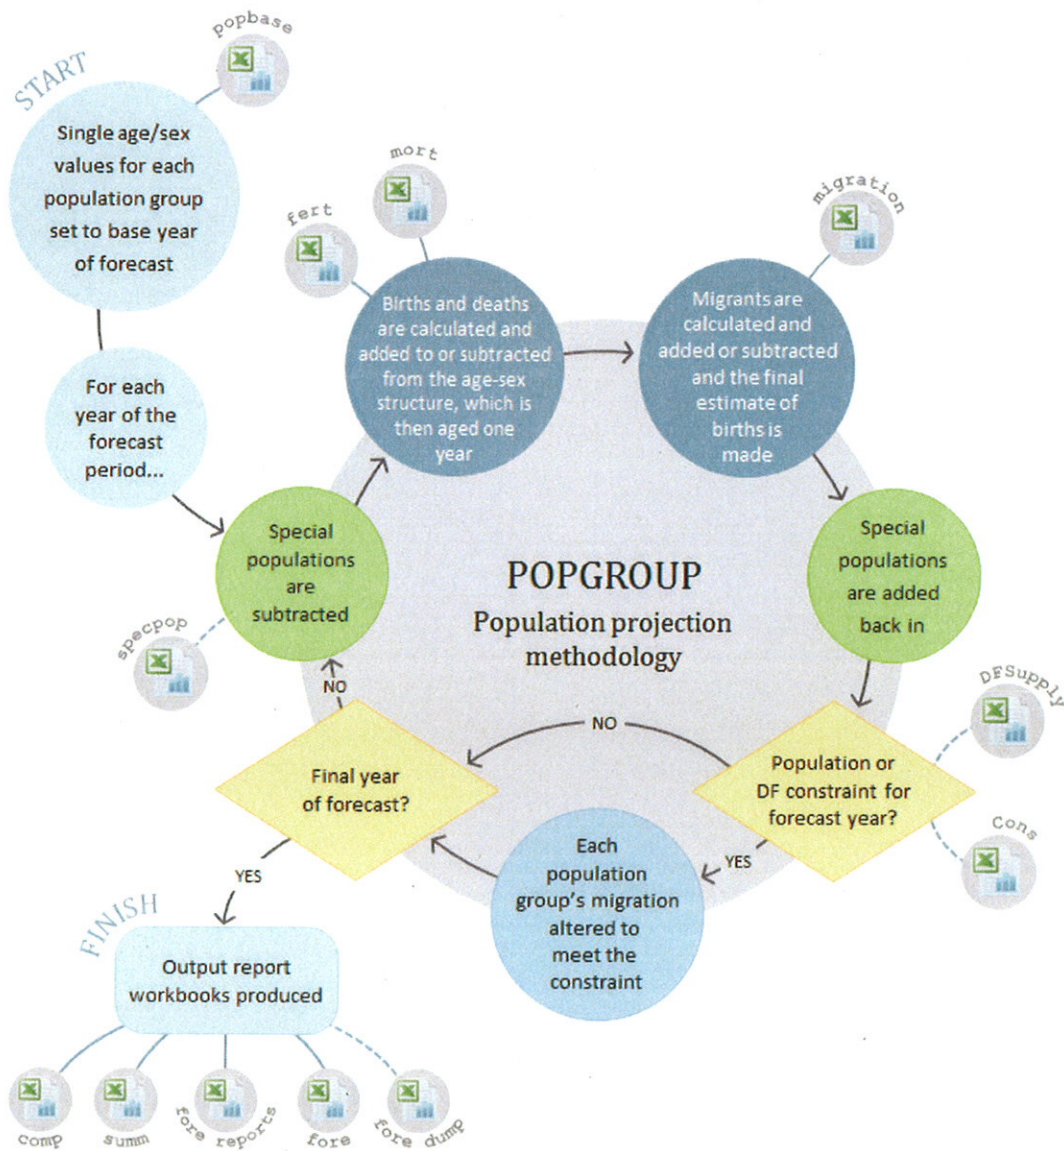 popbase
START
Single age/sex
values for each
population group
set to base year
of forecast
For each
year of the
forecast
period...
fert
mort
Births and deaths
are calculated and
added to or subtracted
from the age-sex
structure, which is
then aged one
year
migration
Migrants are
calculated and
added or subtracted
and the final
estimate of
births is
made
Special
populations
are
subtracted
specpop
Special
populations
are added
back in
POPGROUP
Population projection
methodology
DFSupply
Population or
DF constraint for
forecast year?
Cons
NO
YES
Each
population
group's migration
altered to
meet the
constraint
Final year
of forecast?
NO
YES
FINISH
Output report
workbooks produced
comp
summ
fore reports
fore
fore dump